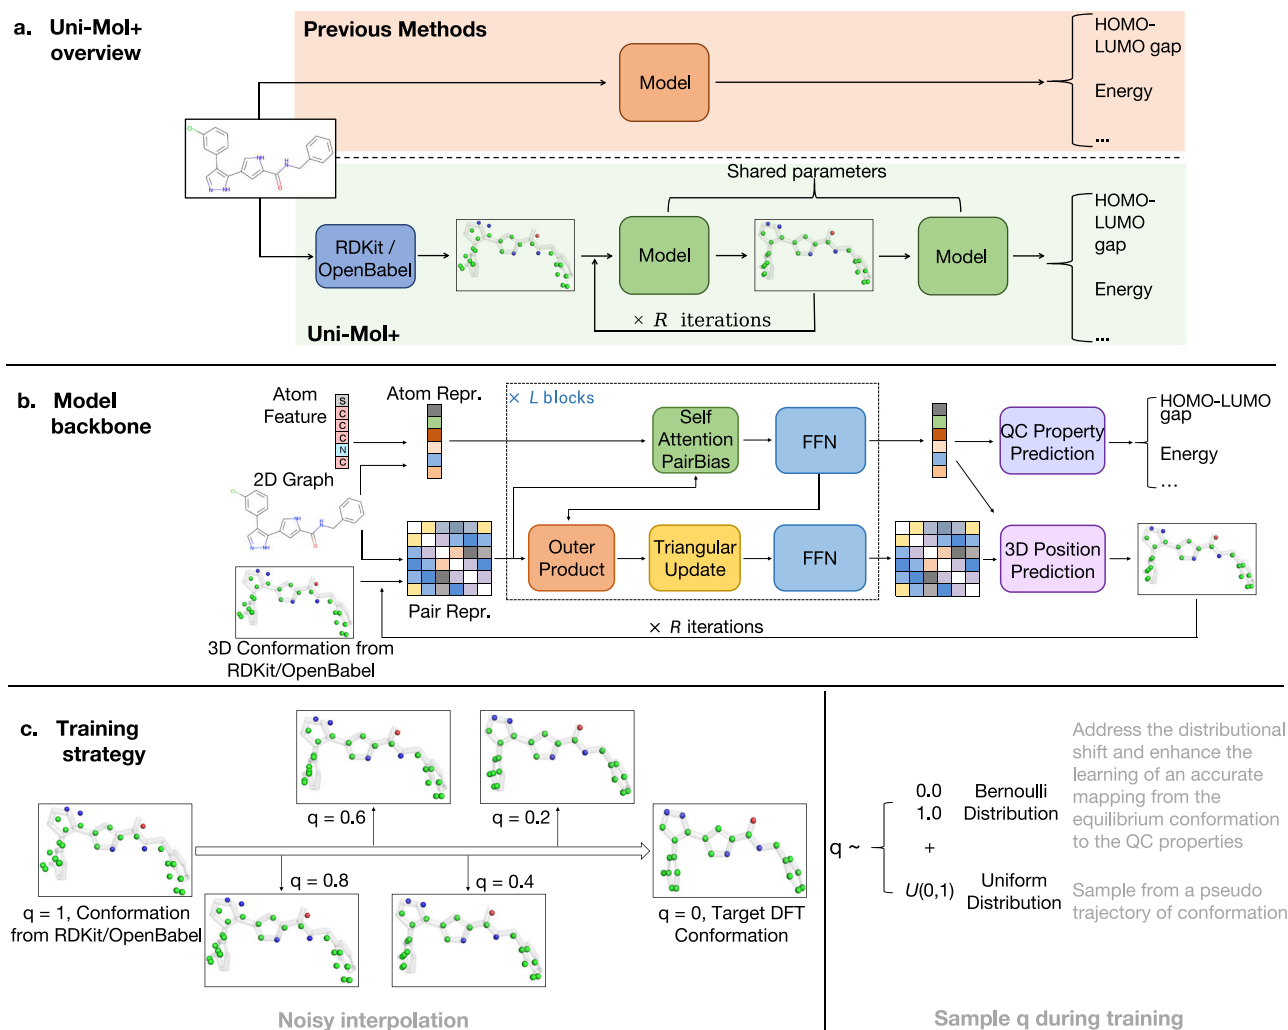 a. Uni-Mol+
overview
Previous Methods
Model
HOMO-
LUMO gap
Energy
...
Cl
NH
NH
N
NH
O
Shared parameters
RDKit /
OpenBabel
Model
Model
HOMO-
LUMO
gap
Energy
...
× R iterations
Uni-Mol+
b. Model
backbone
Atom
Feature
S
C
C
C
N
C
Atom Repr.
× L blocks
Self
Attention
PairBias
FFN
QC Property
Prediction
HOMO-LUMO
gap
Energy
...
2D Graph
Outer
Product
Triangular
Update
FFN
3D Position
Prediction
Pair Repr.
× R iterations
3D Conformation from
RDKit/OpenBabel
c. Training
strategy
q = 0.6
q = 0.2
q = 0.8
q = 0.4
q = 1, Conformation
from RDKit/OpenBabel
q = 0, Target DFT
Conformation
Noisy interpolation
q ~
0.0 Bernoulli
1.0 Distribution
+
U(0,1) Uniform
Distribution
Address the distributional
shift and enhance the
learning of an accurate
mapping from the
equilibrium conformation
to the QC properties
Sample from a pseudo
trajectory of conformation
Sample q during training